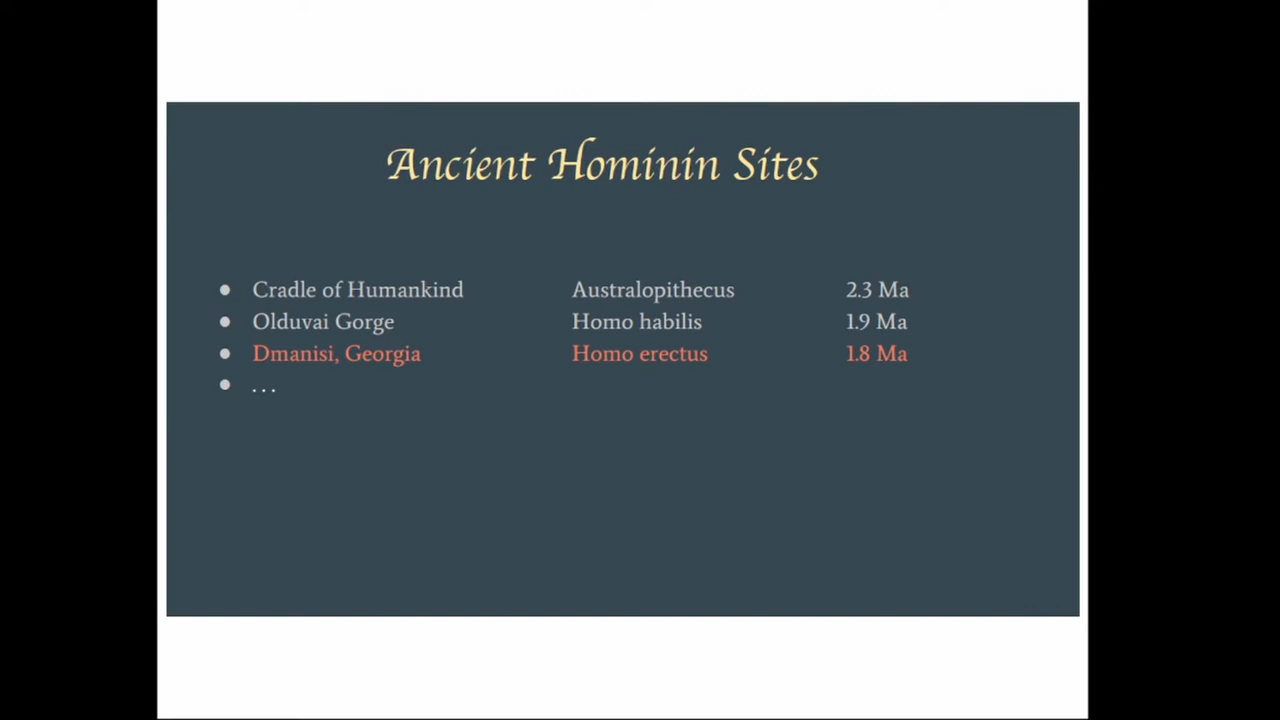 Ancient Hominin Sites
● Cradle of Humankind Australopithecus 2.3 Ma
● Olduvai Gorge Homo habilis 1.9 Ma
● Dmanisi, Georgia Homo erectus 1.8 Ma
● ...